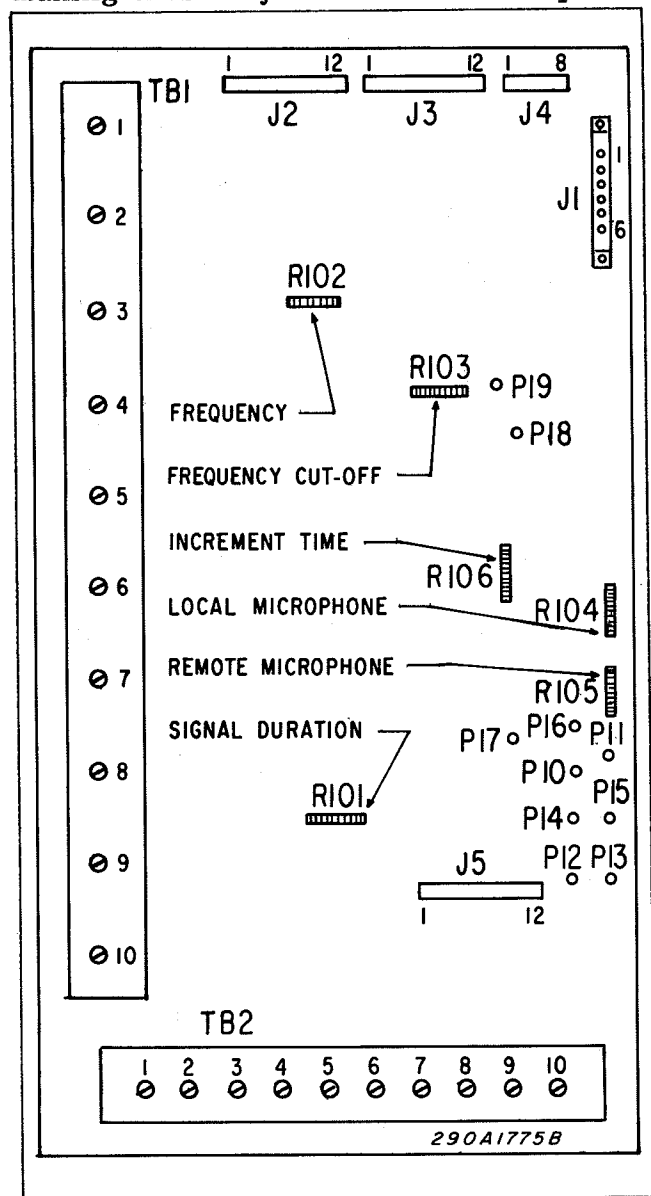 1 12 1 12 1 8
TB1
J2 J3 J4
1
1
J1
2
6
R102
3
R103
P19
4
FREQUENCY
P18
FREQUENCY CUT-OFF
5
INCREMENT TIME
R106
6
LOCAL MICROPHONE
R104
REMOTE MICROPHONE
7
R105
SIGNAL DURATION
P16 P11
P17
8
P10
R101
P15
P14
9
J5
P12 P13
1 12
10
TB2
1 2 3 4 5 6 7 8 9 10
290A1775B